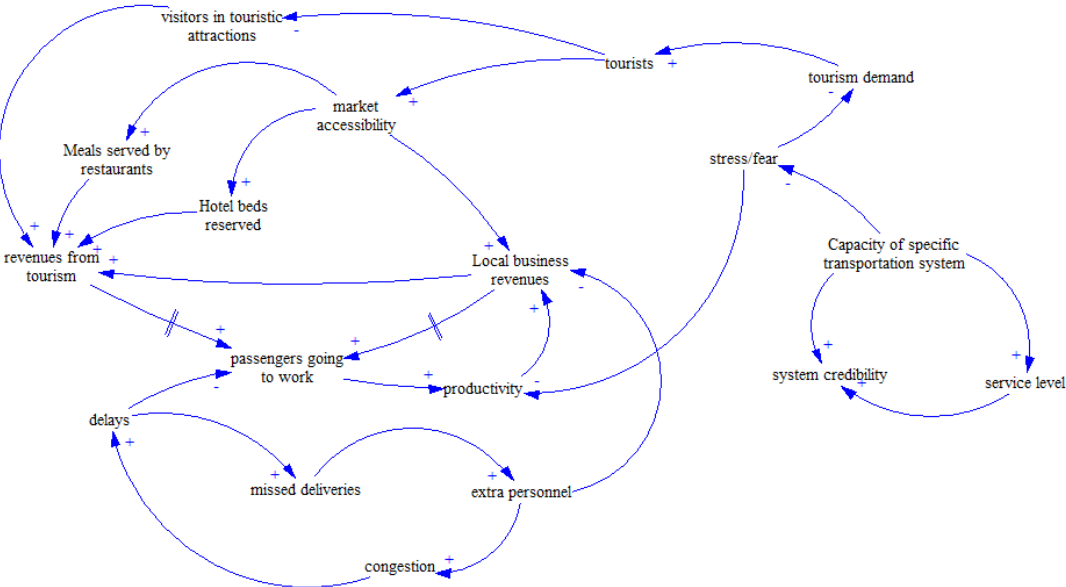 visitors in touristic
attractions
-
tourists
+
tourism demand
-
market
accessibility
+
Meals served by
restaurants
+
stress/fear
-
Hotel beds
reserved
+
Capacity of specific
transportation system
revenues from
tourism
+
+
+
+
Local business
revenues
+
-
+
passengers going
to work
+
+
-
productivity
+
-
system credibility
+
+
service level
+
delays
+
missed deliveries
+
extra personnel
+
congestion
+